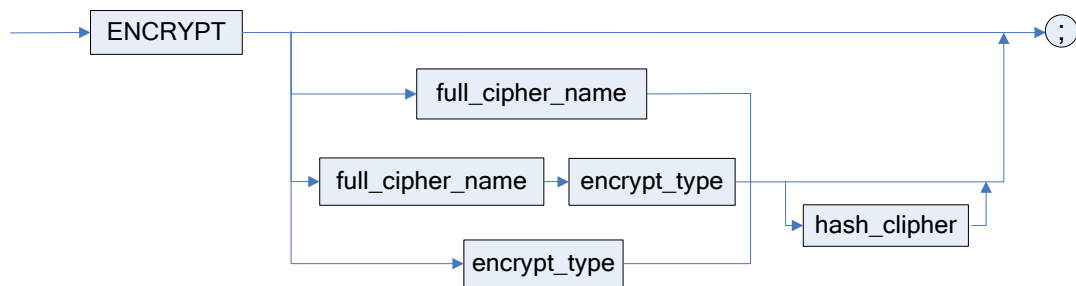 ENCRYPT
;
full_cipher_name
full_cipher_name
encrypt_type
hash_clipher
encrypt_type